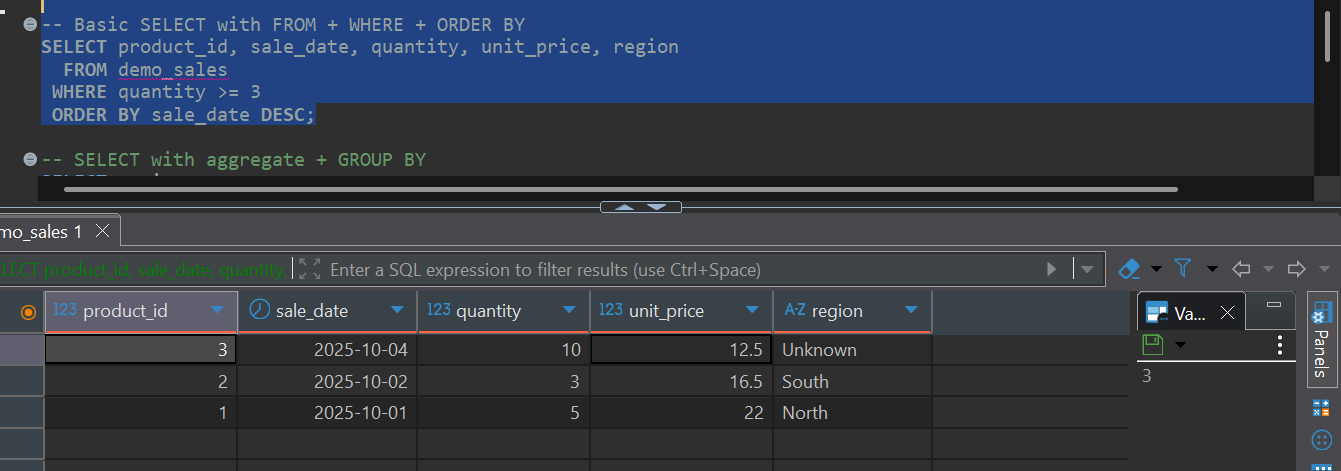 -- Basic SELECT with FROM + WHERE + ORDER BY
SELECT product_id, sale_date, quantity, unit_price, region
FROM demo_sales
WHERE quantity >= 3
ORDER BY sale_date DESC;
-- SELECT with aggregate + GROUP BY
mo_sales 1
LECT product_id, sale_date, quantity, Enter a SQL expression to filter results (use Ctrl+Space)
123 product_id sale_date 123 quantity 123 unit_price A-Z region
3 2025-10-04 10 12.5 Unknown
2 2025-10-02 3 16.5 South
1 2025-10-01 5 22 North
Va...
3
Panels